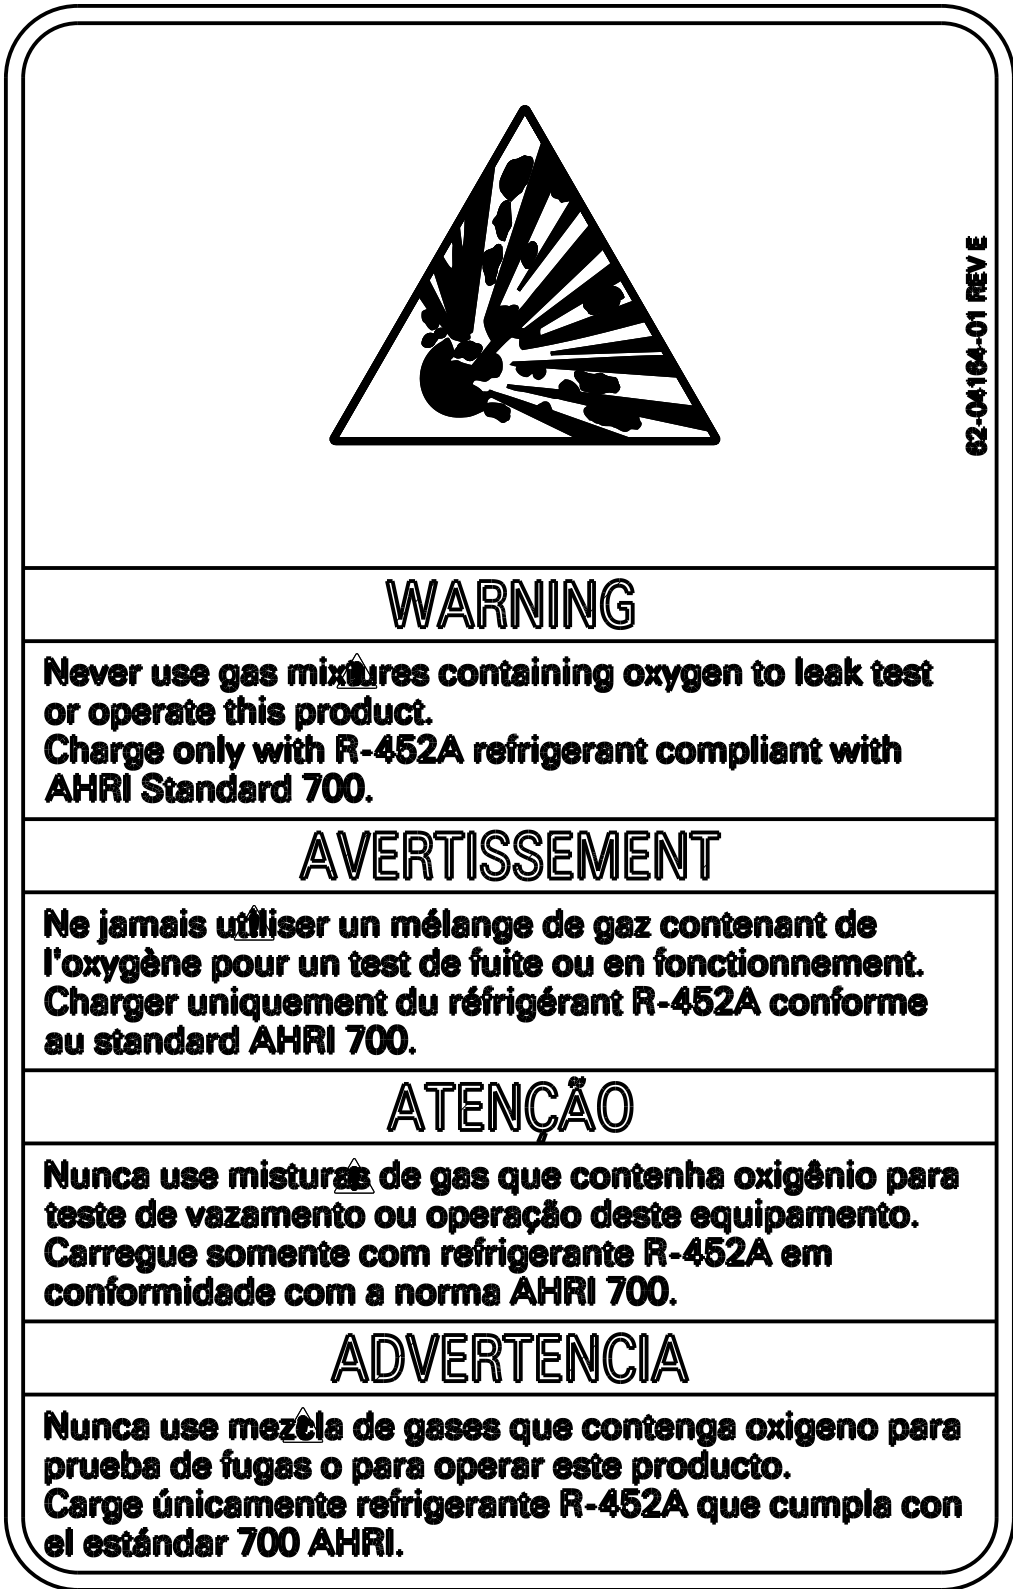 62-04164-01 REV E
WARNING
Never use gas mixtures containing oxygen to leak test
or operate this product.
Charge only with R-452A refrigerant compliant with
AHRI Standard 700.
AVERTISSEMENT
Ne jamais utiliser un mélange de gaz contenant de
l'oxygène pour un test de fuite ou en fonctionnement.
Charger uniquement du réfrigérant R-452A conforme
au standard AHRI 700.
ATENÇÃO
Nunca use misturas de gas que contenha oxigênio para
teste de vazamento ou operação deste equipamento.
Carregue somente com refrigerante R-452A em
conformidade com a norma AHRI 700.
ADVERTENCIA
Nunca use mezcla de gases que contenga oxigeno para
prueba de fugas o para operar este producto.
Carge únicamente refrigerante R-452A que cumpla con
el estándar 700 AHRI.